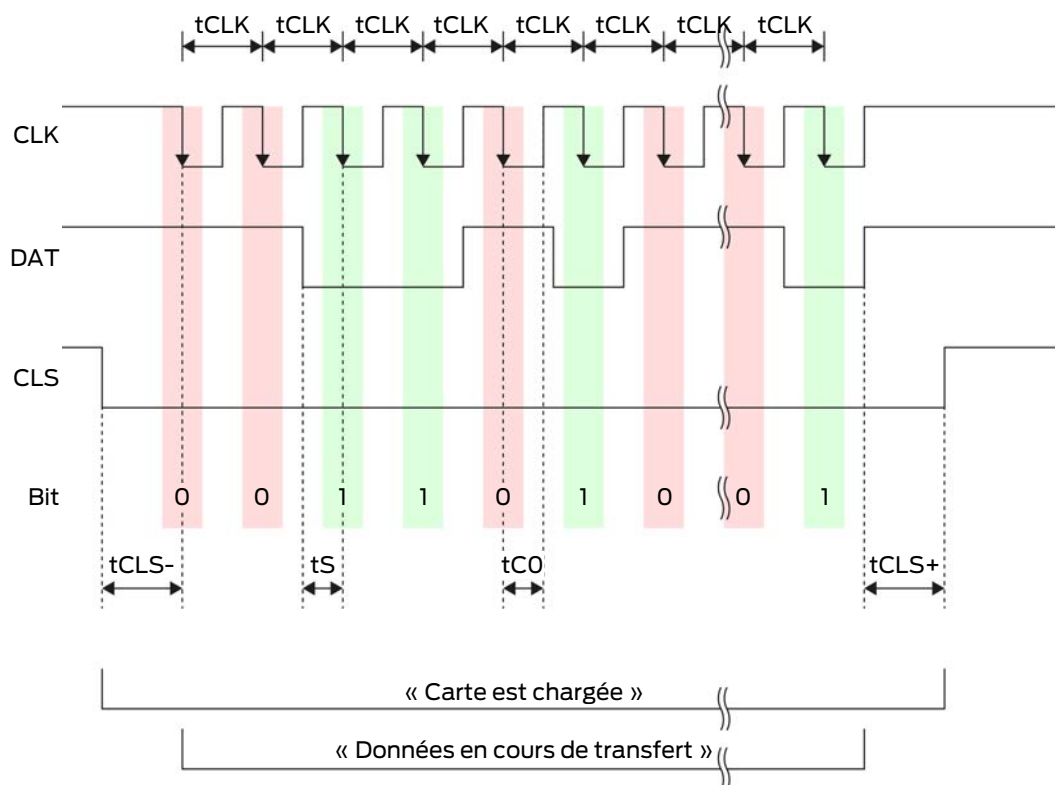 tCLK tCLK tCLK tCLK tCLK tCLK tCLK tCLK
CLK
DAT
CLS
Bit 0 0 1 1 0 1 0 0 1
tCLS- tS tC0 tCLS+
« Carte est chargée »
« Données en cours de transfert »